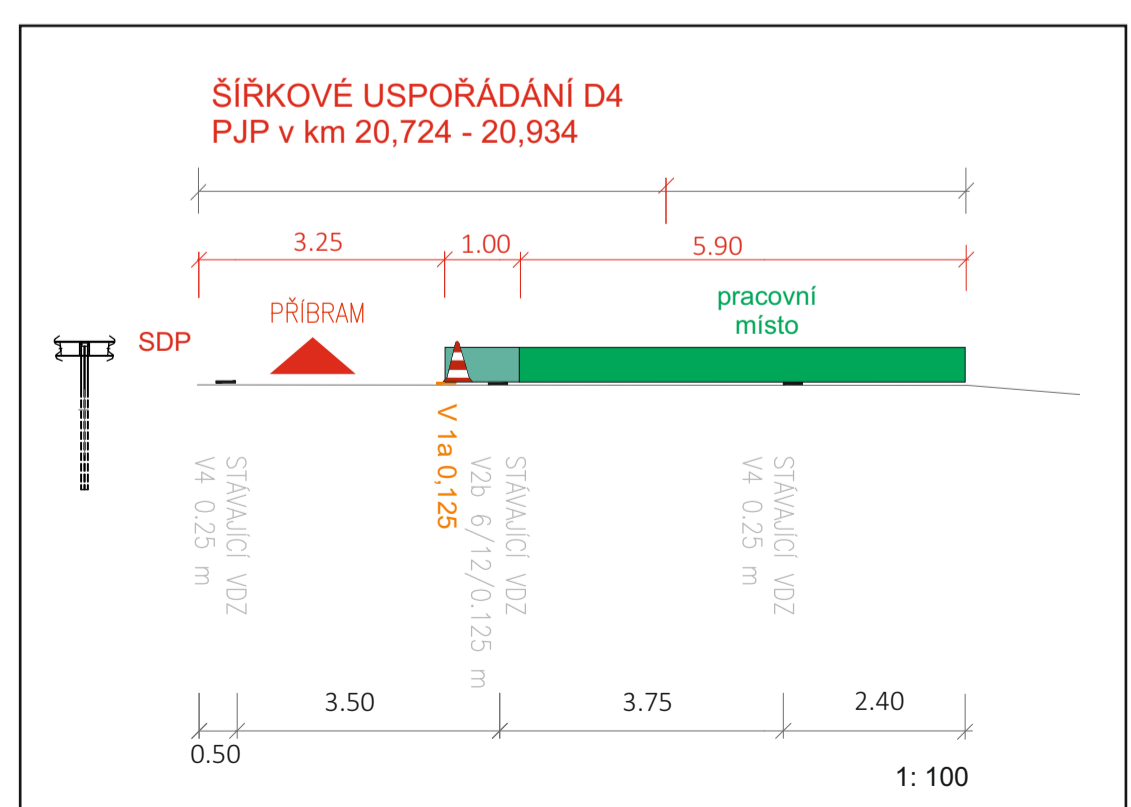 ŠÍŘKOVÉ USPOŘÁDÁNÍ D4
PJP v km 20,724 - 20,934
3.25
1.00
5.90
PŘÍBRAM
pracovní
místo
SDP
V 1a 0,125
STÁVAJÍCÍ VDZ
V4 0.25 m
STÁVAJÍCÍ VDZ
V2b 6/12/0.125 m
STÁVAJÍCÍ VDZ
V4 0.25 m
0.50
3.50
3.75
2.40
1: 100